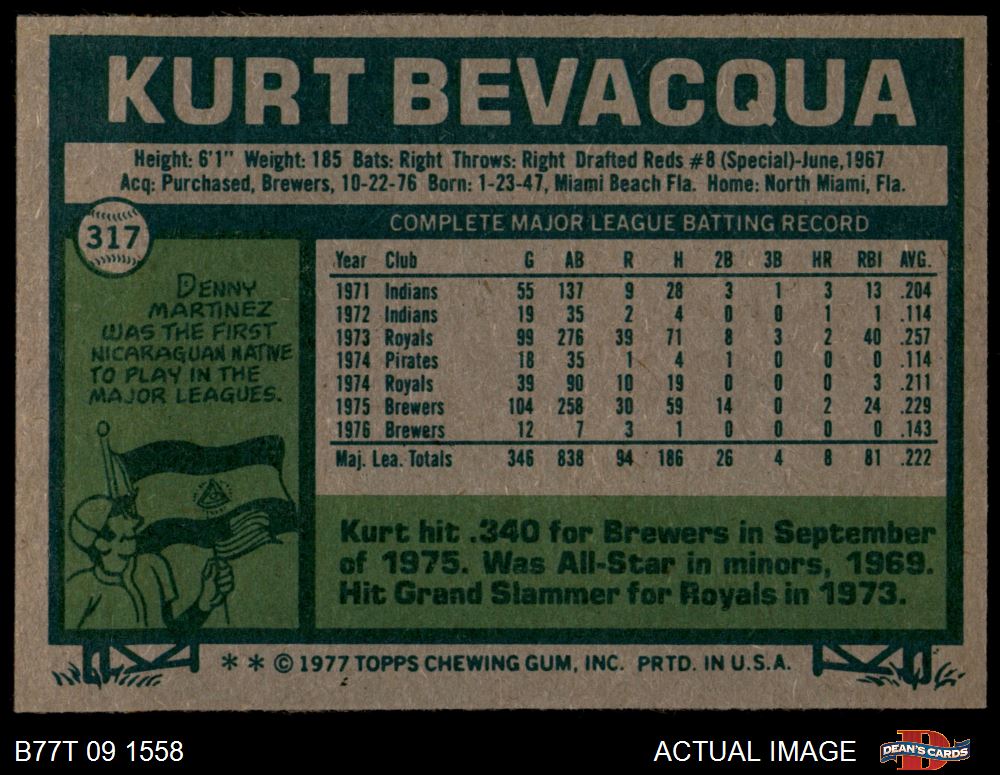 KURT BEVACQUA
Height: 6'1" Weight: 185 Bats: Right Throws: Right Drafted Reds #8 (Special)-June,1967
Acq: Purchased, Brewers, 10-22-76 Born: 1-23-47, Miami Beach Fla. Home: North Miami, Fla.
317
COMPLETE MAJOR LEAGUE BATTING RECORD
Year Club G AB R H 2B 3B HR RBI AVG.
1971 Indians 55 137 9 28 3 1 3 13 .204
1972 Indians 19 35 2 4 0 0 1 1 .114
1973 Royals 99 276 39 71 8 3 2 40 .257
1974 Pirates 18 35 1 4 1 0 0 0 .114
1974 Royals 39 90 10 19 0 0 0 3 .211
1975 Brewers 104 258 30 59 14 0 2 24 .229
1976 Brewers 12 7 3 1 0 0 0 0 .143
Maj. Lea. Totals 346 838 94 186 26 4 8 81 .222
DENNY
MARTINEZ
WAS THE FIRST
NICARAGUAN NATIVE
TO PLAY IN THE
MAJOR LEAGUES.
Kurt hit .340 for Brewers in September
of 1975. Was All-Star in minors, 1969.
Hit Grand Slammer for Royals in 1973.
* * © 1977 TOPPS CHEWING GUM, INC. PRTD. IN U.S.A.
B77T 09 1558
ACTUAL IMAGE
D
DEAN'S CARDS